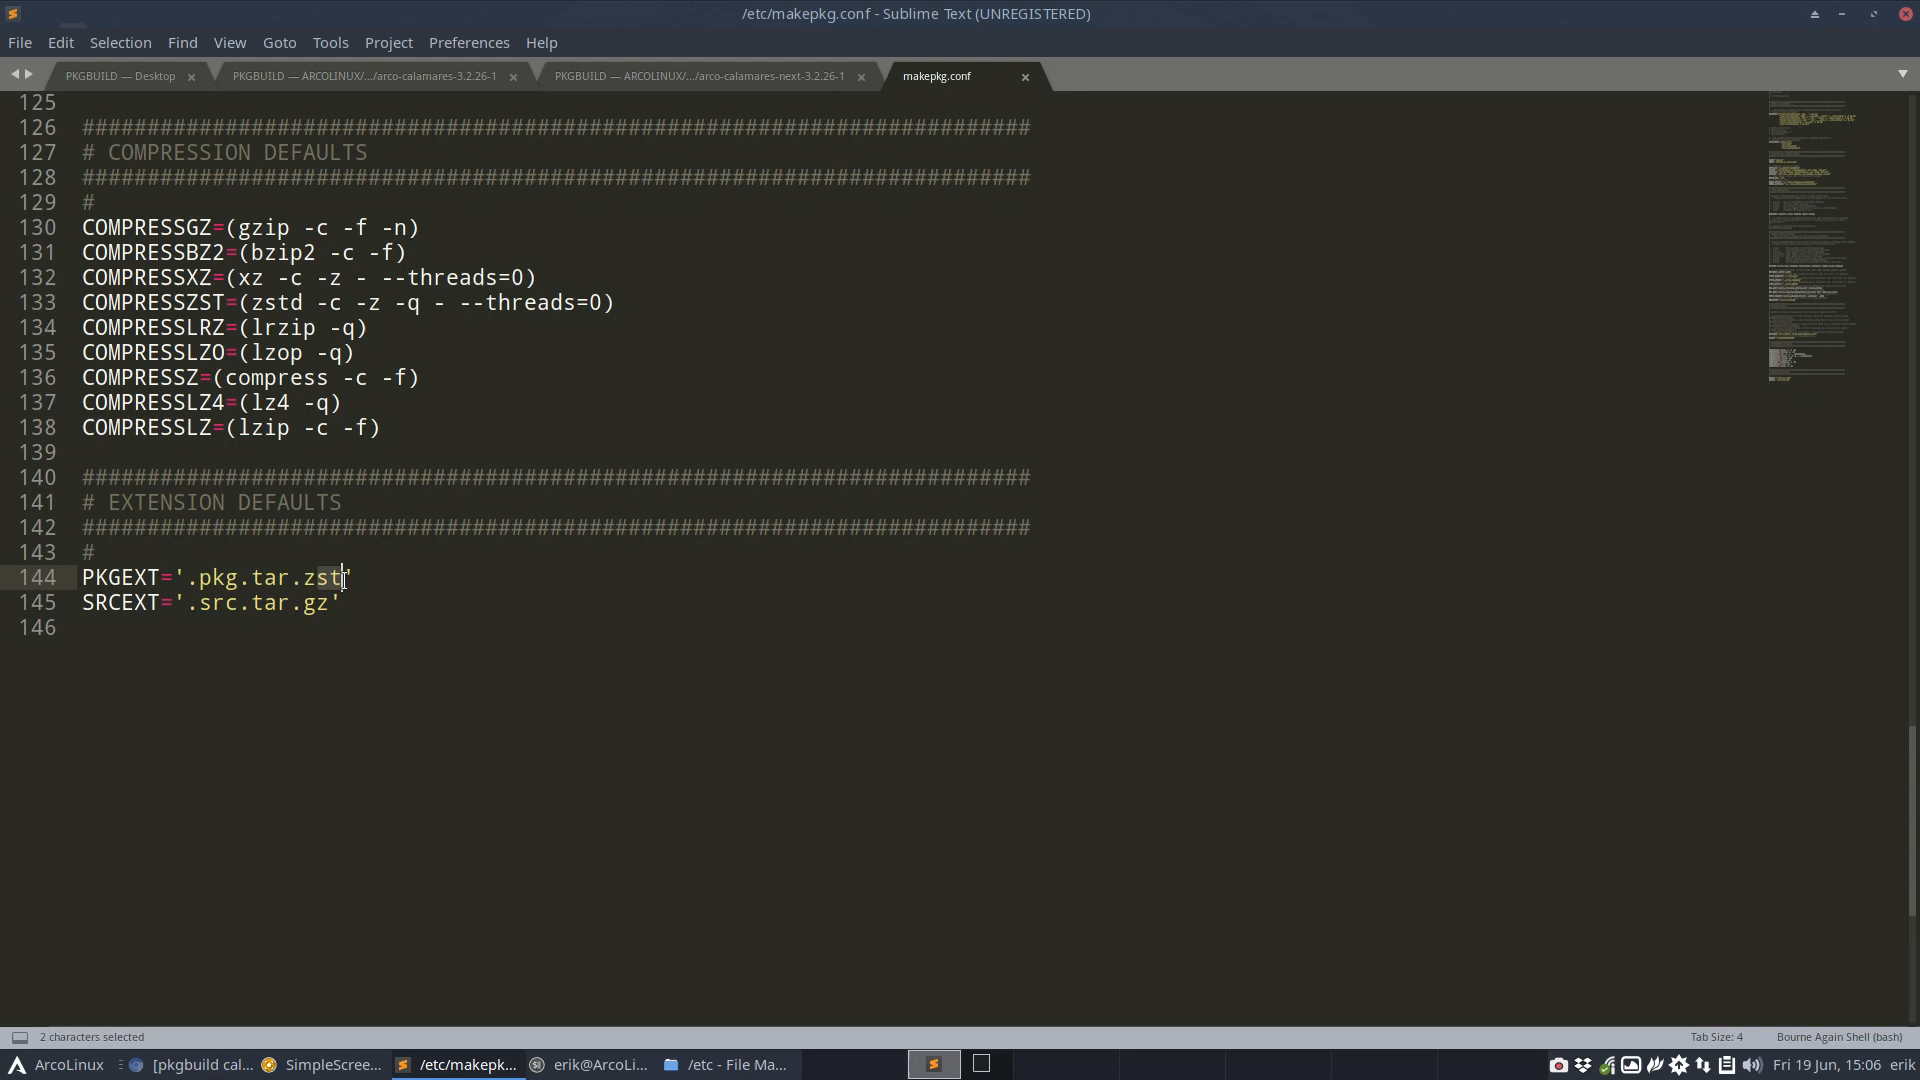 /etc/makepkg.conf - Sublime Text (UNREGISTERED)
File Edit Selection Find View Goto Tools Project Preferences Help
PKGBUILD — Desktop
PKGBUILD — ARCOLINUX/.../arco-calamares-3.2.26-1
PKGBUILD — ARCOLINUX/.../arco-calamares-next-3.2.26-1
makepkg.conf
125
126 #########################################################################
127 # COMPRESSION DEFAULTS
128 #########################################################################
129 #
130 COMPRESSGZ=(gzip -c -f -n)
131 COMPRESSBZ2=(bzip2 -c -f)
132 COMPRESSXZ=(xz -c -z - --threads=0)
133 COMPRESSZST=(zstd -c -z -q - --threads=0)
134 COMPRESSLRZ=(lrzip -q)
135 COMPRESSLZO=(lzop -q)
136 COMPRESSZ=(compress -c -f)
137 COMPRESSLZ4=(lz4 -q)
138 COMPRESSLZ=(lzip -c -f)
139
140 #########################################################################
141 # EXTENSION DEFAULTS
142 #########################################################################
143 #
144 PKGEXT='.pkg.tar.zst'
145 SRCEXT='.src.tar.gz'
146
2 characters selected
Tab Size: 4
Bourne Again Shell (bash)
ArcoLinux
[pkgbuild cal...
SimpleScree...
/etc/makepk...
erik@ArcoLi...
/etc - File Ma...
Fri 19 Jun, 15:06 erik